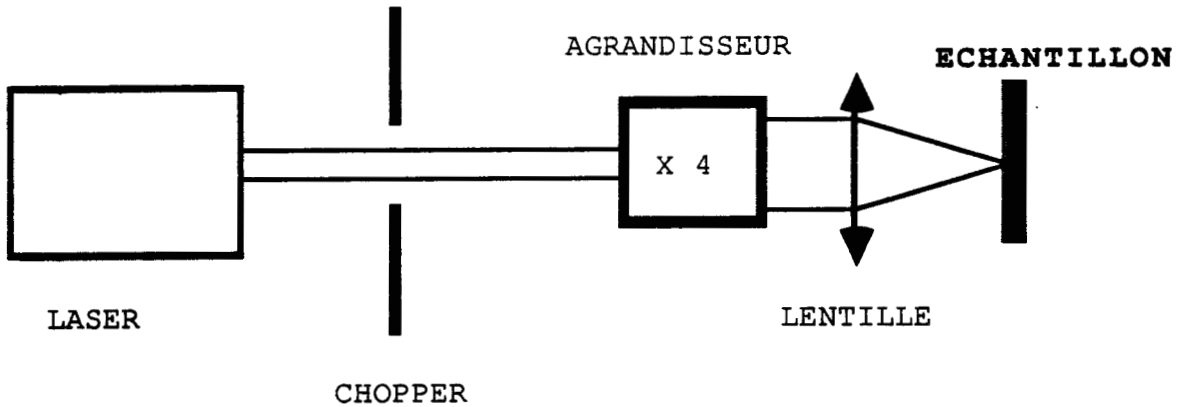 AGRANDISSEUR
ECHANTILLON
X 4
LASER
LENTILLE
CHOPPER